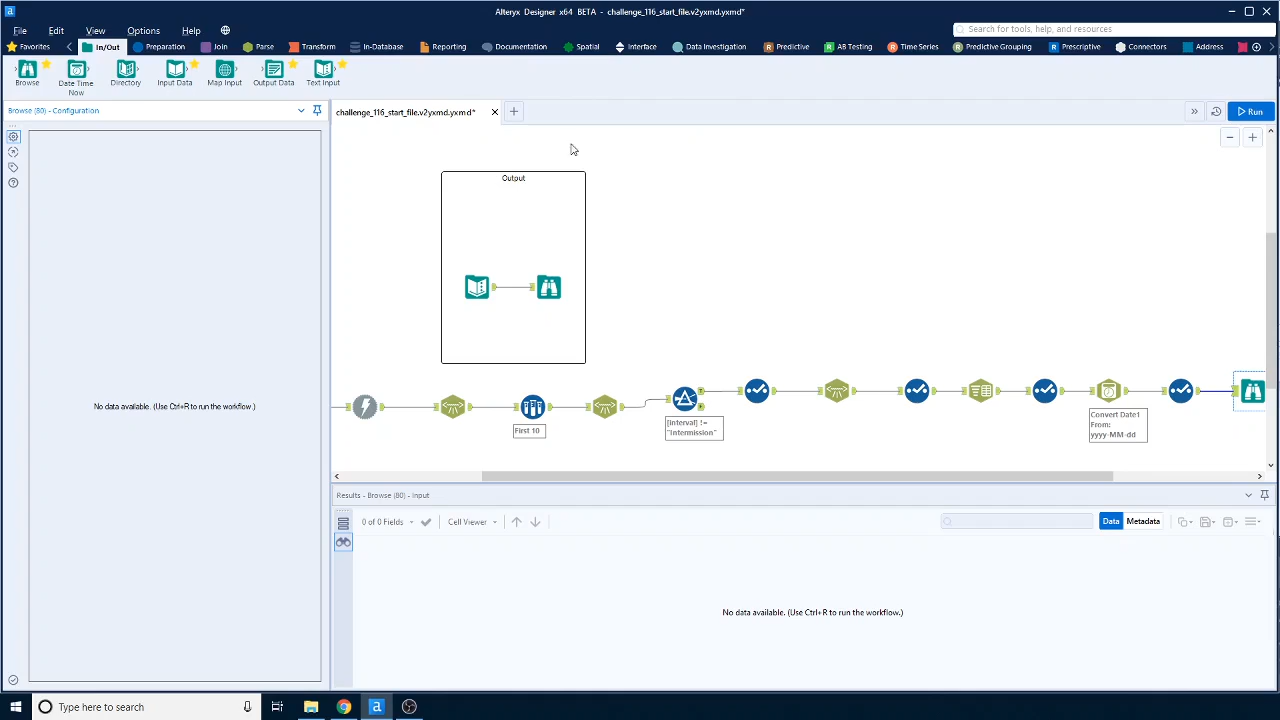 Alteryx Designer x64 BETA - challenge_116_start_file.v2yxmd.yxmd*
File Edit View Options Help
Search for tools, help, and resources
Favorites In/Out Preparation Join Parse Transform In-Database Reporting Documentation Spatial Interface Data Investigation Predictive AB Testing Time Series Predictive Grouping Prescriptive Connectors Address
Browse Date Time Now Directory Input Data Map Input Output Data Text Input
Browse (80) - Configuration
challenge_116_start_file.v2yxmd.yxmd*
Run
Output
No data available. (Use Ctrl+R to run the workflow.)
First 10
[interval] !=
"Intermission"
Convert Date1
From:
yyyy-MM-dd
Results - Browse (80) - Input
0 of 0 Fields Cell Viewer Data Metadata
No data available. (Use Ctrl+R to run the workflow.)
Type here to search